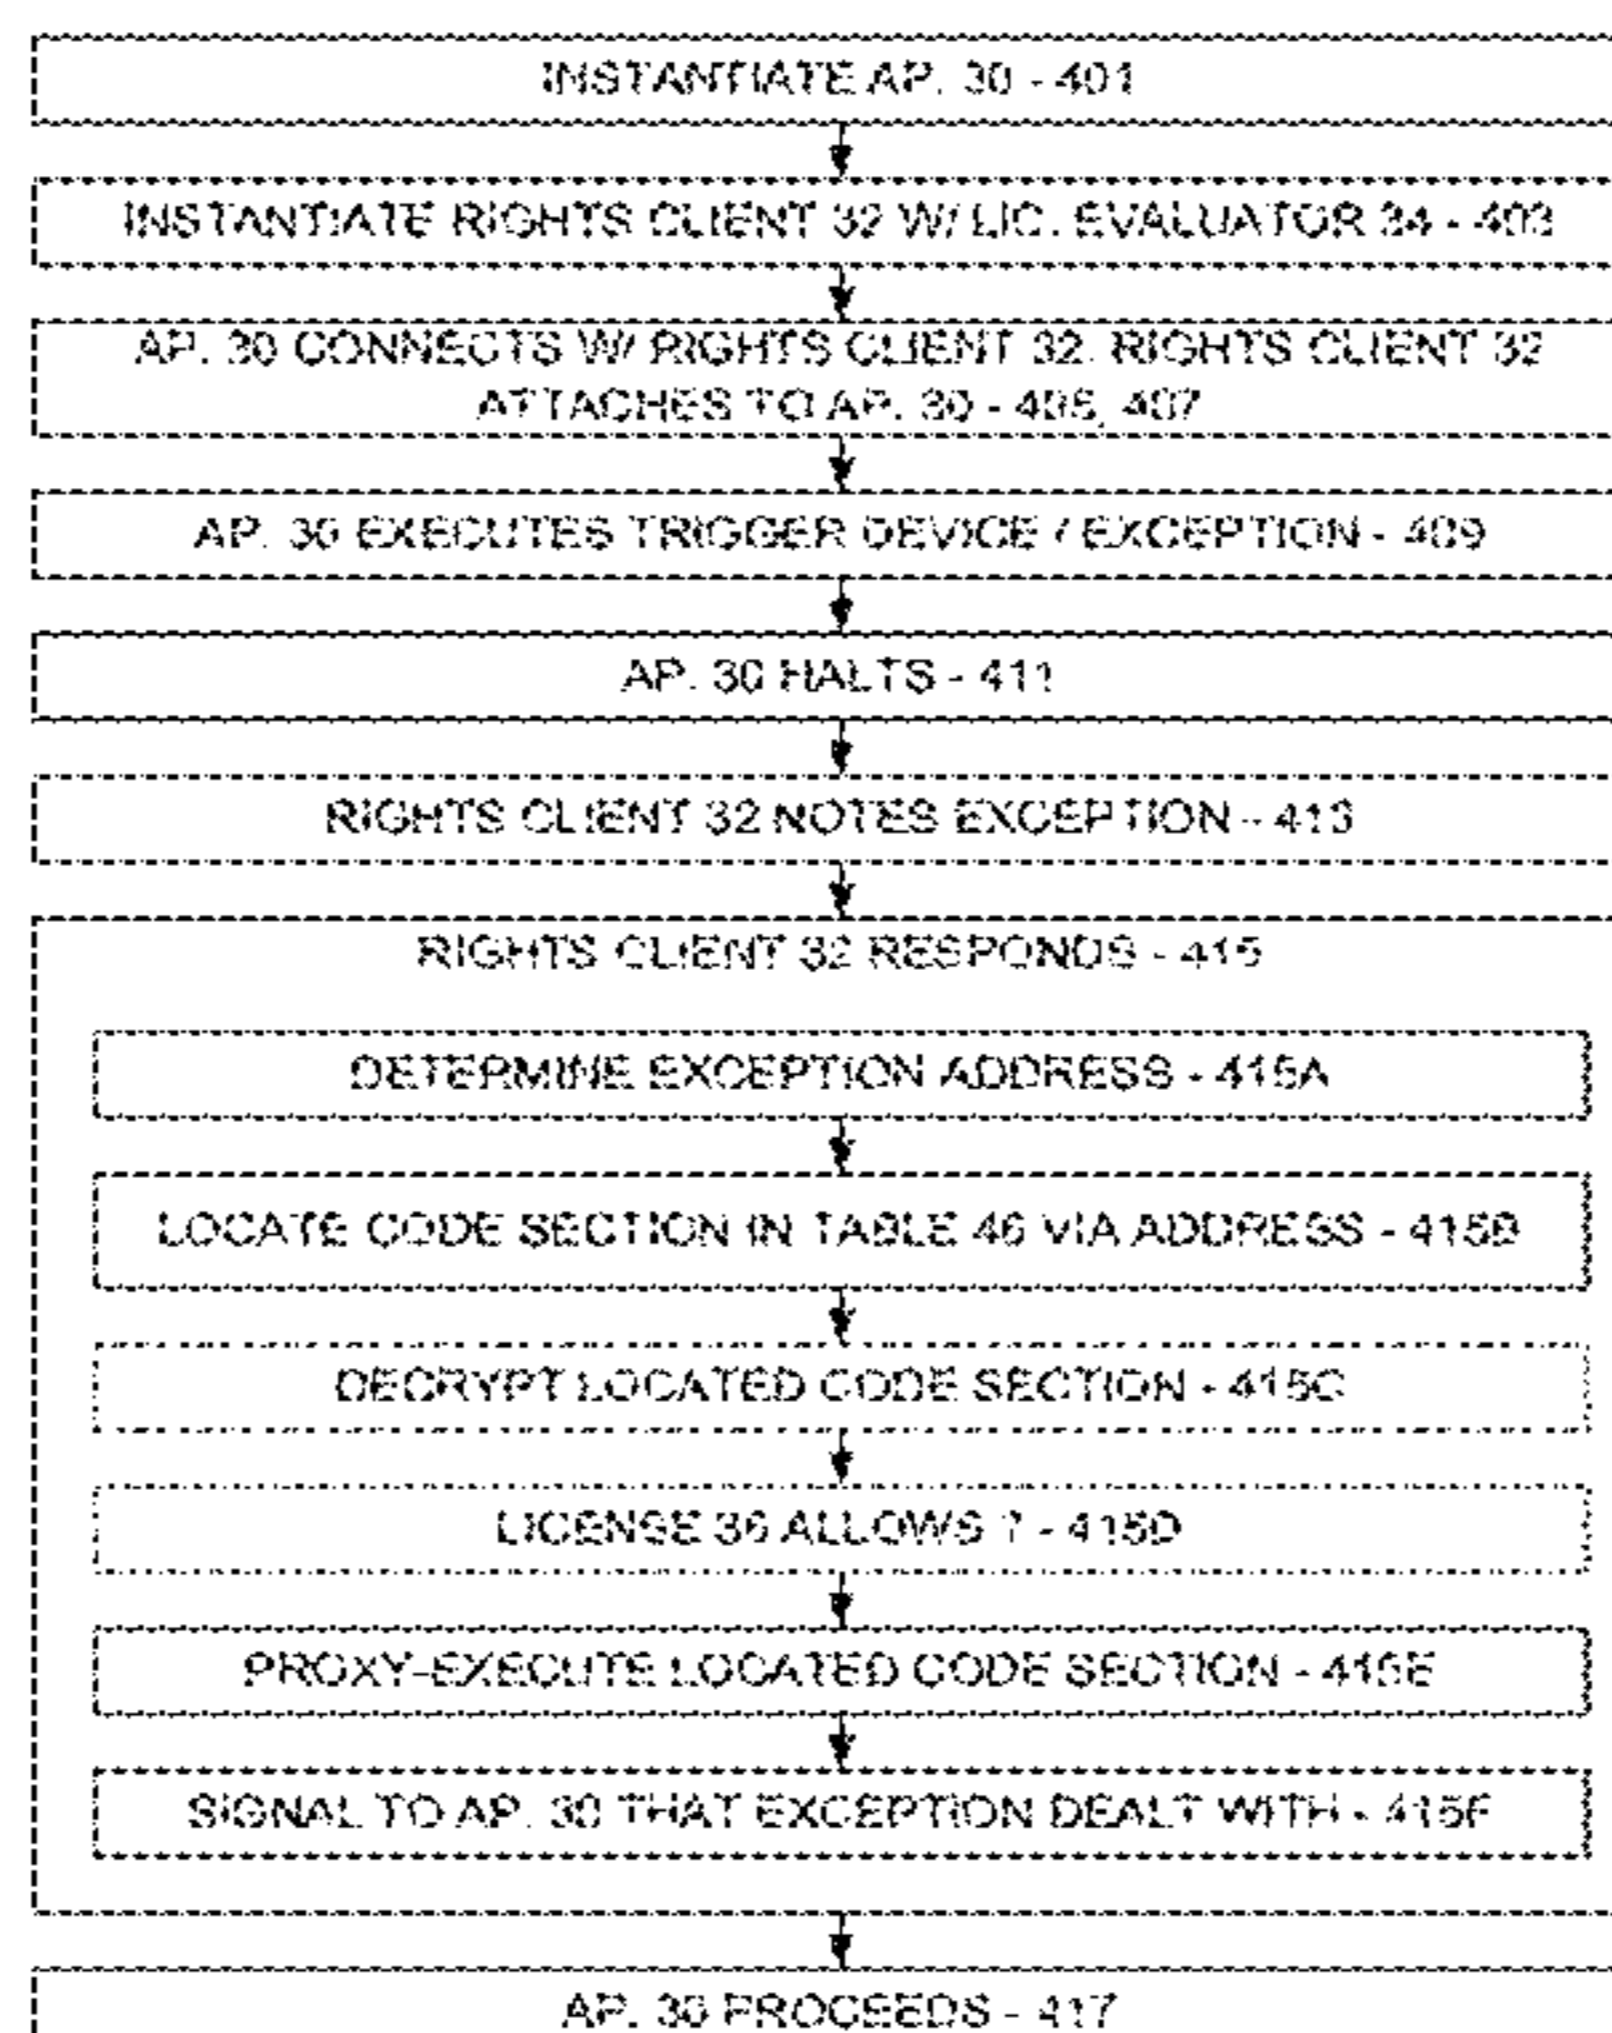 INSTANTIATE AP. 30 - 401
INSTANTIATE RIGHTS CLIENT 32 W/ LIC. EVALUATOR 34 - 403
AP. 30 CONNECTS W/ RIGHTS CLIENT 32. RIGHTS CLIENT 32
ATTACHES TO AP. 30 - 405, 407
AP. 30 EXECUTES TRIGGER DEVICE / EXCEPTION - 409
AP. 30 HALTS - 411
RIGHTS CLIENT 32 NOTES EXCEPTION - 413
RIGHTS CLIENT 32 RESPONDS - 415
DETERMINE EXCEPTION ADDRESS - 415A
LOCATE CODE SECTION IN TABLE 46 VIA ADDRESS - 415B
DECRYPT LOCATED CODE SECTION - 415C
LICENSE 36 ALLOWS ? - 415D
PROXY-EXECUTE LOCATED CODE SECTION - 415E
SIGNAL TO AP. 30 THAT EXCEPTION DEALT WITH - 415F
AP. 30 PROCEEDS - 417